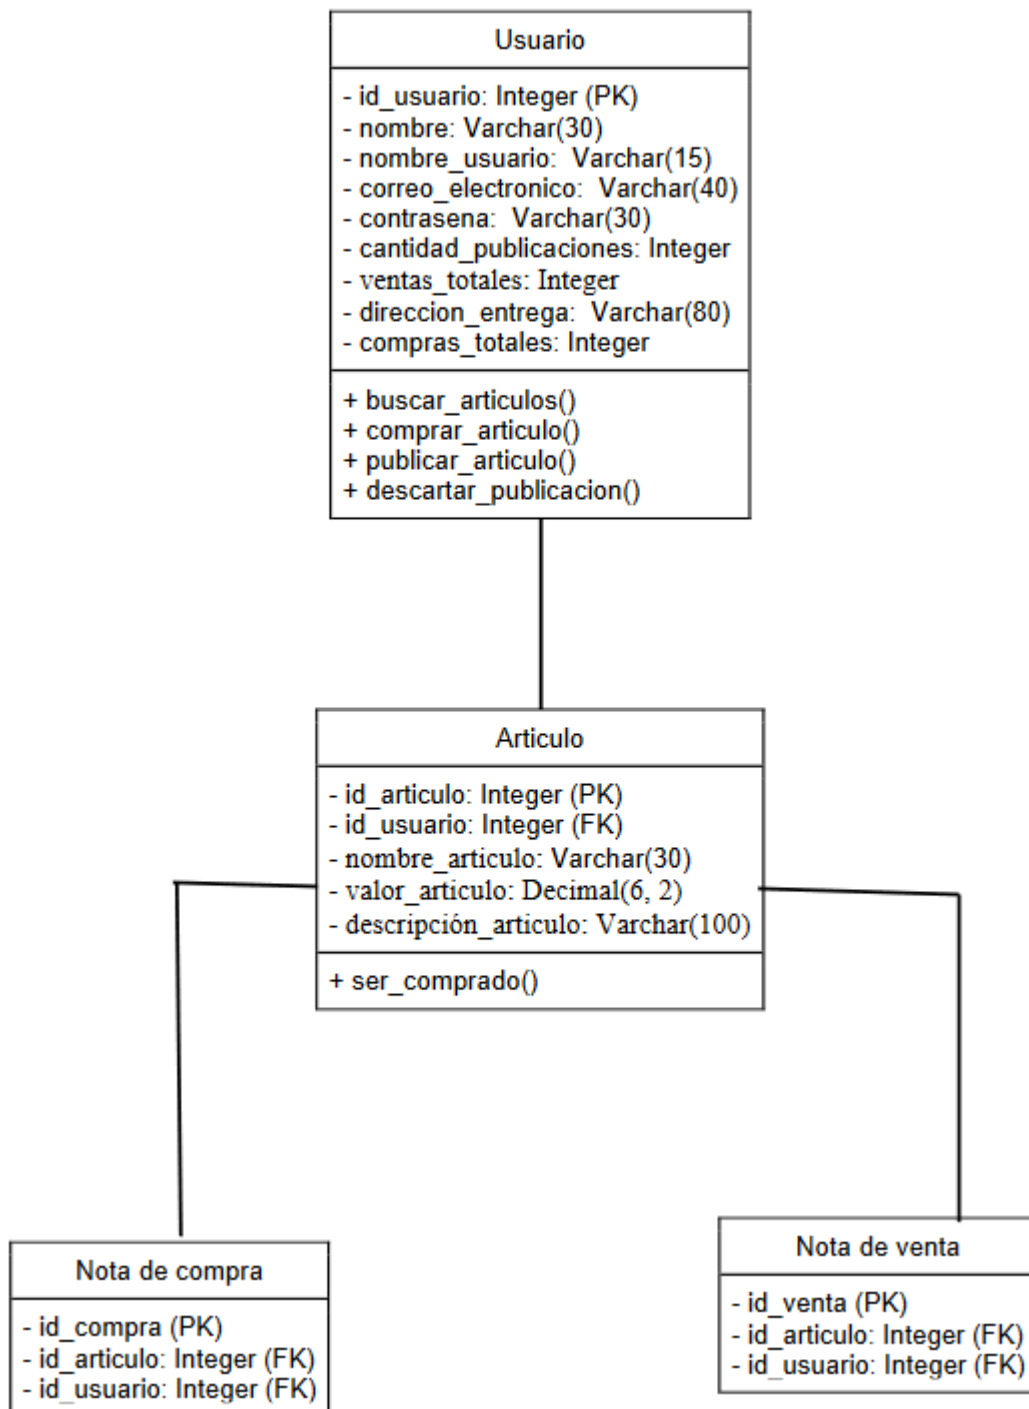 Usuario
- id_usuario: Integer (PK)
- nombre: Varchar(30)
- nombre_usuario:  Varchar(15)
- correo_electronico:  Varchar(40)
- contrasena:  Varchar(30)
- cantidad_publicaciones: Integer
- ventas_totales: Integer
- direccion_entrega:  Varchar(80)
- compras_totales: Integer
+ buscar_articulos()
+ comprar_articulo()
+ publicar_articulo()
+ descartar_publicacion()
Articulo
- id_articulo: Integer (PK)
- id_usuario: Integer (FK)
- nombre_articulo: Varchar(30)
- valor_articulo: Decimal(6, 2)
- descripción_articulo: Varchar(100)
+ ser_comprado()
Nota de compra
- id_compra (PK)
- id_articulo: Integer (FK)
- id_usuario: Integer (FK)
Nota de venta
- id_venta (PK)
- id_articulo: Integer (FK)
- id_usuario: Integer (FK)